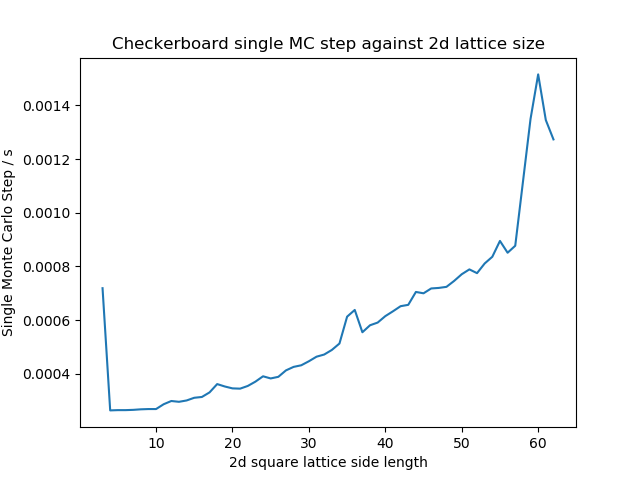 Checkerboard single MC step against 2d lattice size
Single Monte Carlo Step / s
0.0014
0.0012
0.0010
0.0008
0.0006
0.0004
10 20 30 40 50 60
2d square lattice side length